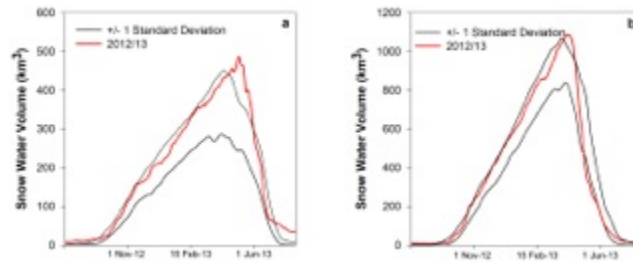 a
+/- 1 Standard Deviation
2012/13
Snow Water Volume (km³)
600
500
400
300
200
100
0
1 Nov-12
15 Feb-13
1 Jun-13
b
+/- 1 Standard Deviation
2012/13
Snow Water Volume (km³)
1200
1000
800
600
400
200
0
1 Nov-12
15 Feb-13
1 Jun-13